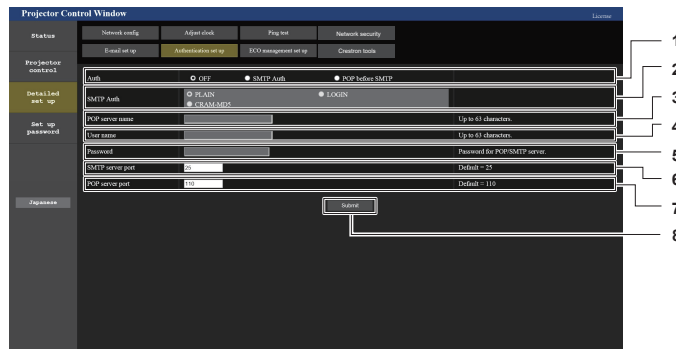 Projector Control Window
License
Status
Network config
Adjust clock
Ping test
Network security
E-mail set up
Authentication set up
ECO management set up
Crestron tools
Projector control
Detailed set up
Set up password
Japanese
Auth OFF SMTP Auth POP before SMTP
1
SMTP Auth PLAIN LOGIN
CRAM-MD5
2
POP server name Up to 63 characters.
3
User name Up to 63 characters.
4
Password Password for POP/SMTP server.
5
SMTP server port 25 Default = 25
6
POP server port 110 Default = 110
7
Submit
8